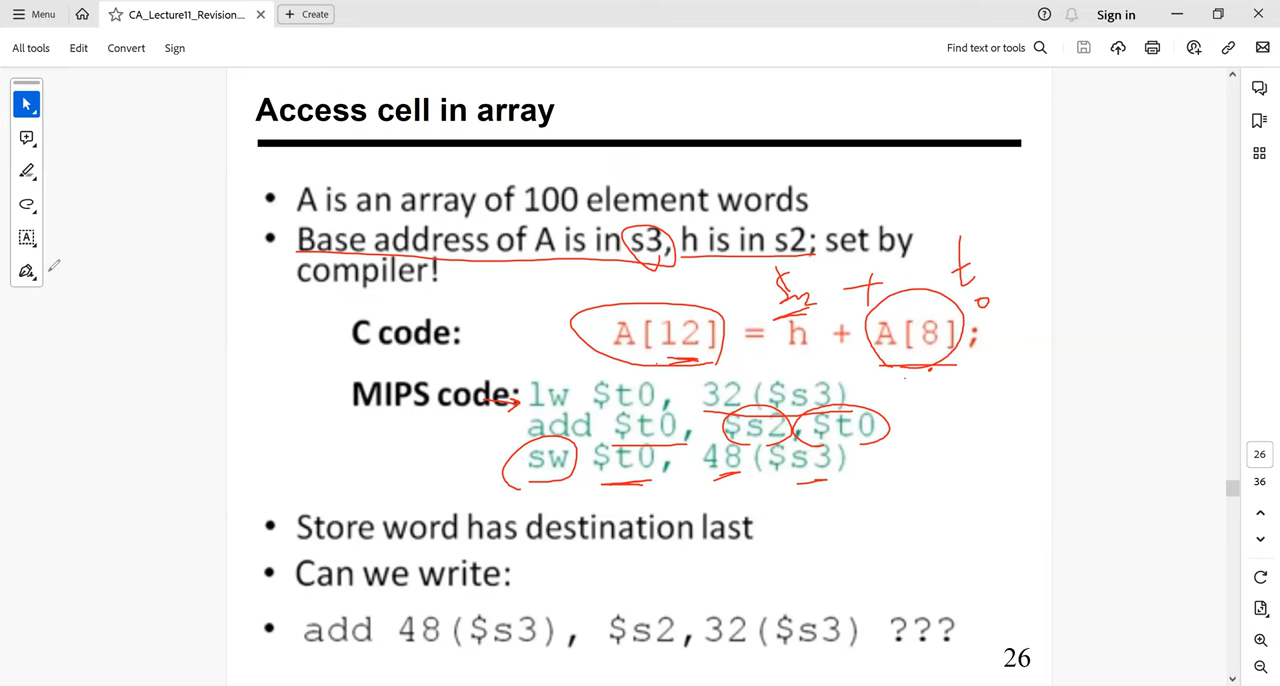 Menu CA_Lecture11_Revision... Create Sign in
All tools Edit Convert Sign Find text or tools
Access cell in array
• A is an array of 100 element words
• Base address of A is in s3, h is in s2; set by
compiler!
$s2 + t0
C code: A[12] = h + A[8];
MIPS code: lw $t0, 32($s3)
add $t0, $s2,$t0
sw $t0, 48($s3)
• Store word has destination last
• Can we write:
• add 48($s3), $s2,32($s3) ???
26
26
36